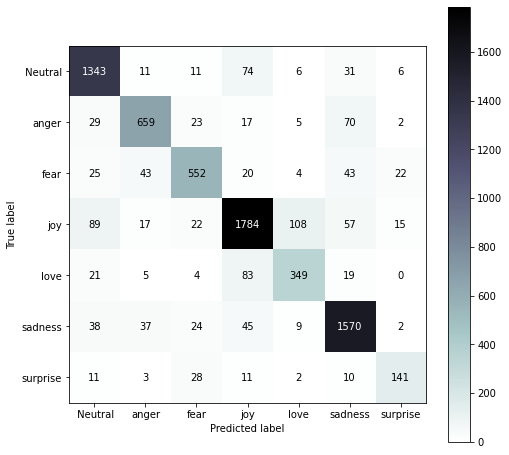 Neutral 1343 11 11 74 6 31 6
anger 29 659 23 17 5 70 2
fear 25 43 552 20 4 43 22
joy 89 17 22 1784 108 57 15
love 21 5 4 83 349 19 0
sadness 38 37 24 45 9 1570 2
surprise 11 3 28 11 2 10 141
Neutral anger fear joy love sadness surprise
Predicted label
True label
1600
1400
1200
1000
800
600
400
200
0